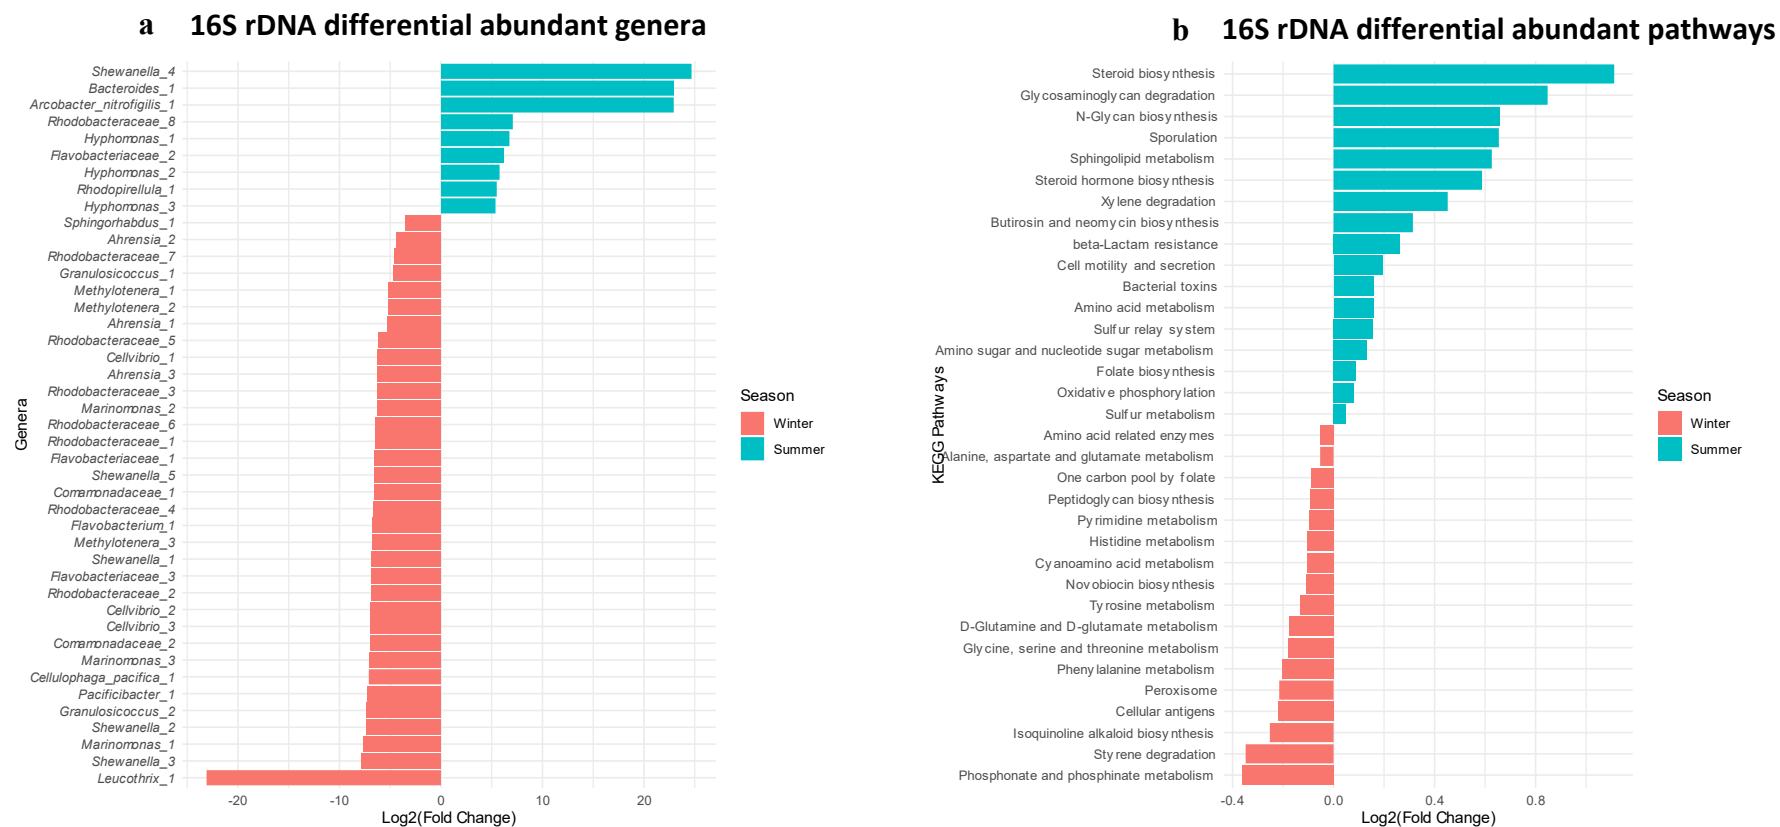 a 16S rDNA differential abundant genera
Shewanella_4
Bacteroides_1
Arcobacter_nitrofigilis_1
Rhodobacteraceae_8
Hyphomonas_1
Flavobacteriaceae_2
Hyphomonas_2
Rhodopirellula_1
Hyphomonas_3
Sphingorhabdus_1
Ahrensia_2
Rhodobacteraceae_7
Granulosicoccus_1
Methylotenera_1
Methylotenera_2
Ahrensia_1
Rhodobacteraceae_5
Cellvibrio_1
Ahrensia_3
Rhodobacteraceae_3
Marinomonas_2
Rhodobacteraceae_6
Rhodobacteraceae_1
Flavobacteriaceae_1
Shewanella_5
Comamonadaceae_1
Rhodobacteraceae_4
Flavobacterium_1
Methylotenera_3
Shewanella_1
Flavobacteriaceae_3
Rhodobacteraceae_2
Cellvibrio_2
Cellvibrio_3
Comamonadaceae_2
Marinomonas_3
Cellulophaga_pacifica_1
Pacificibacter_1
Granulosicoccus_2
Shewanella_2
Marinomonas_1
Shewanella_3
Leucothrix_1
Genera
-20 -10 0 10 20
Log2(Fold Change)
Season
Winter
Summer
b 16S rDNA differential abundant pathways
Steroid biosynthesis
Glycosaminoglycan degradation
N-Glycan biosynthesis
Sporulation
Sphingolipid metabolism
Steroid hormone biosynthesis
Xylene degradation
Butirosin and neomycin biosynthesis
beta-Lactam resistance
Cell motility and secretion
Bacterial toxins
Amino acid metabolism
Sulfur relay system
Amino sugar and nucleotide sugar metabolism
Folate biosynthesis
Oxidative phosphorylation
Sulfur metabolism
Amino acid related enzymes
Alanine, aspartate and glutamate metabolism
One carbon pool by folate
Peptidoglycan biosynthesis
Pyrimidine metabolism
Histidine metabolism
Cyanoamino acid metabolism
Novobiocin biosynthesis
Tyrosine metabolism
D-Glutamine and D-glutamate metabolism
Glycine, serine and threonine metabolism
Phenylalanine metabolism
Peroxisome
Cellular antigens
Isoquinoline alkaloid biosynthesis
Styrene degradation
Phosphonate and phosphinate metabolism
KEGG Pathways
-0.4 0.0 0.4 0.8
Log2(Fold Change)
Season
Winter
Summer